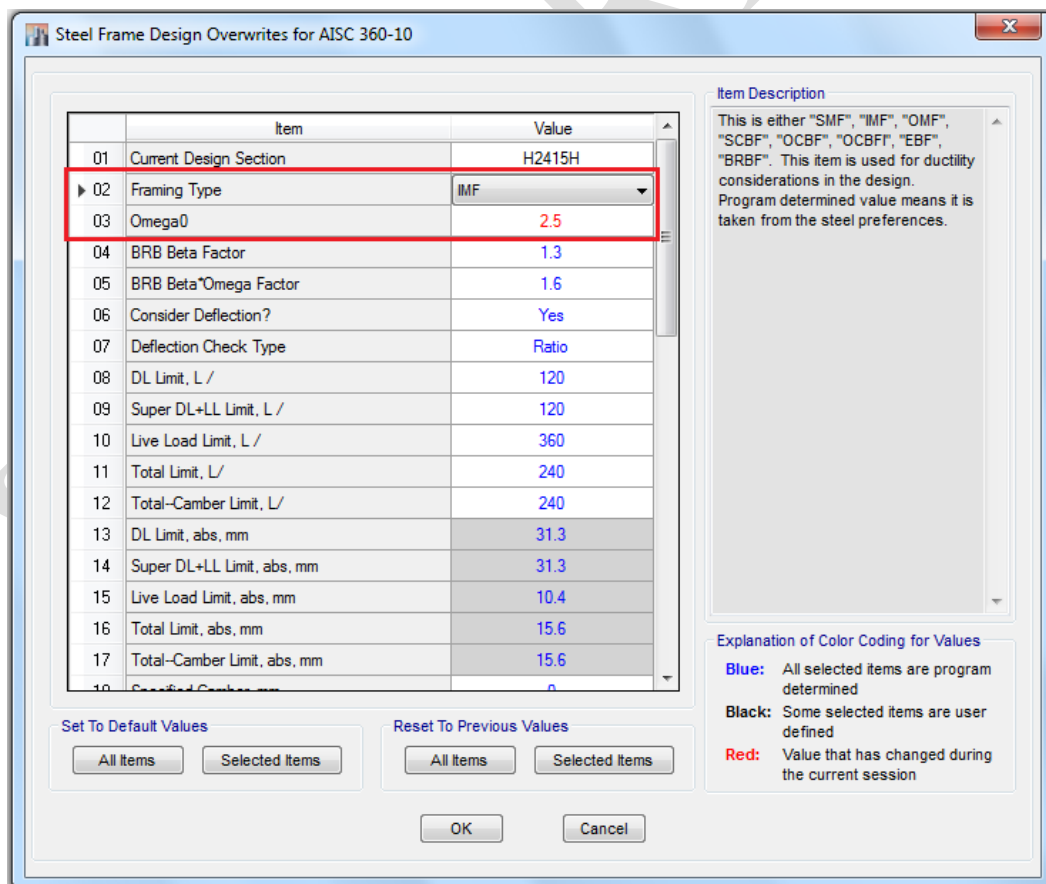 Steel Frame Design Overwrites for AISC 360-10
Item Value
01 Current Design Section H2415H
02 Framing Type IMF
03 Omega0 2.5
04 BRB Beta Factor 1.3
05 BRB Beta*Omega Factor 1.6
06 Consider Deflection? Yes
07 Deflection Check Type Ratio
08 DL Limit, L / 120
09 Super DL+LL Limit, L / 120
10 Live Load Limit, L / 360
11 Total Limit, L/ 240
12 Total--Camber Limit, L/ 240
13 DL Limit, abs, mm 31.3
14 Super DL+LL Limit, abs, mm 31.3
15 Live Load Limit, abs, mm 10.4
16 Total Limit, abs, mm 15.6
17 Total--Camber Limit, abs, mm 15.6
Item Description
This is either "SMF", "IMF", "OMF",
"SCBF", "OCBF", "OCBFI", "EBF",
"BRBF". This item is used for ductility
considerations in the design.
Program determined value means it is
taken from the steel preferences.
Explanation of Color Coding for Values
Blue: All selected items are program
determined
Black: Some selected items are user
defined
Red: Value that has changed during
the current session
Set To Default Values
All Items Selected Items
Reset To Previous Values
All Items Selected Items
OK Cancel